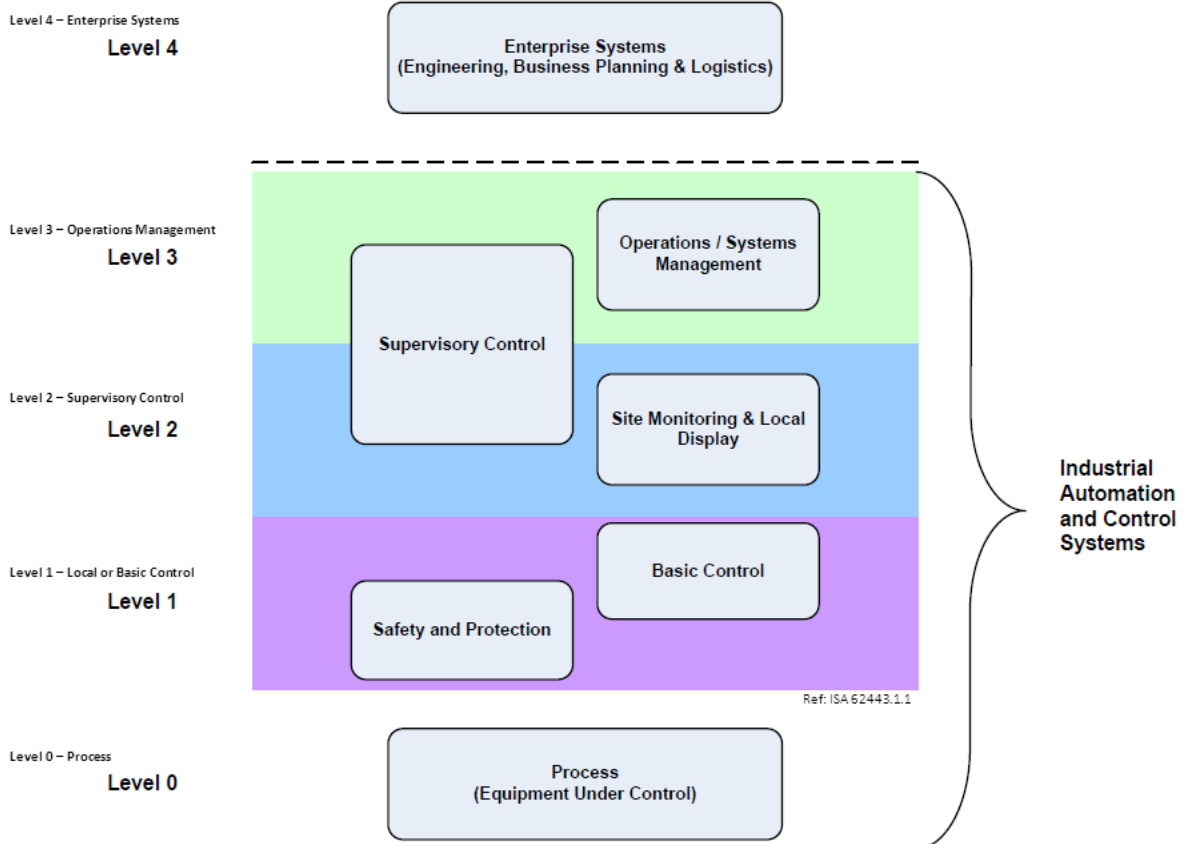 Level 4 – Enterprise Systems
Level 4
Enterprise Systems
(Engineering, Business Planning & Logistics)
Level 3 – Operations Management
Level 3
Operations / Systems
Management
Supervisory Control
Level 2 – Supervisory Control
Level 2
Site Monitoring & Local
Display
Industrial
Automation
and Control
Systems
Level 1 – Local or Basic Control
Level 1
Basic Control
Safety and Protection
Ref: ISA 62443.1.1
Level 0 – Process
Level 0
Process
(Equipment Under Control)